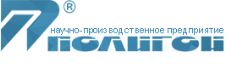 ®
научно-производственное предприятие
полигон